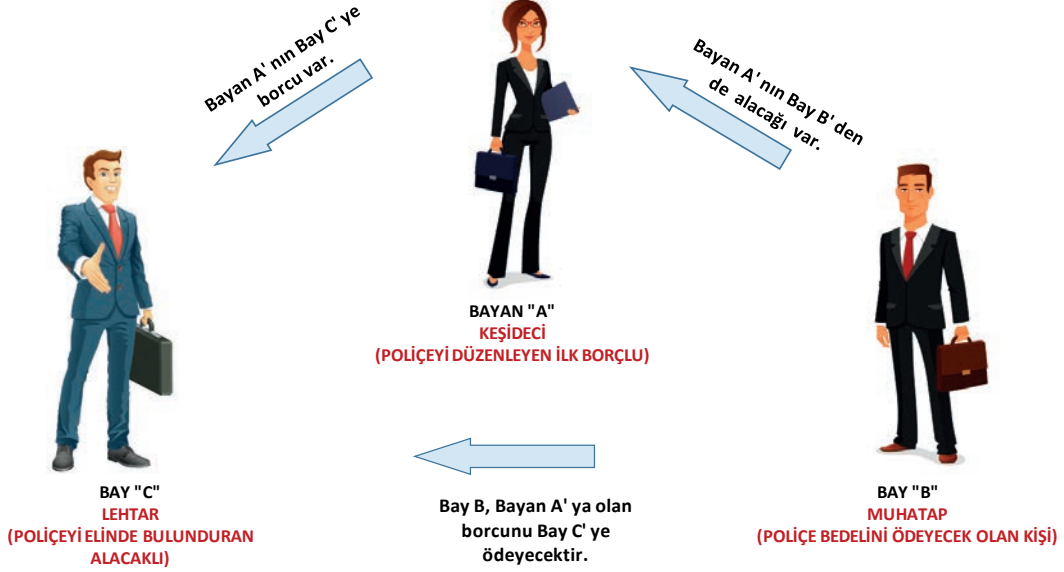 Bayan A' nın Bay C' ye
borcu var.
Bayan A' nın Bay B' den
de alacağı var.
BAYAN "A"
KEŞİDECİ
(POLİÇEYİ DÜZENLEYEN İLK BORÇLU)
BAY "C"
LEHTAR
(POLİÇEYİ ELİNDE BULUNDURAN
ALACAKLI)
Bay B, Bayan A' ya olan
borcunu Bay C' ye
ödeyecektir.
BAY "B"
MUHATAP
(POLİÇE BEDELİNİ ÖDEYECEK OLAN KİŞİ)